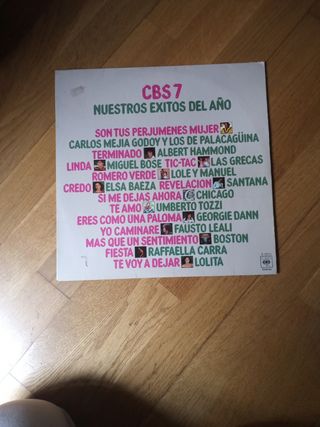 CBS 7
NUESTROS EXITOS DEL AÑO
SON TUS PERJUMENES MUJER
CARLOS MEJIA GODOY Y LOS DE PALACAGÜINA
TERMINADO ALBERT HAMMOND
LINDA MIGUEL BOSE TIC-TAC LAS GRECAS
ROMERO VERDE LOLE Y MANUEL
CREDO ELSA BAEZA REVELACION SANTANA
SI ME DEJAS AHORA CHICAGO
TE AMO UMBERTO TOZZI
ERES COMO UNA PALOMA GEORGIE DANN
YO CAMINARE FAUSTO LEALI
MAS QUE UN SENTIMIENTO BOSTON
FIESTA RAFFAELLA CARRA
TE VOY A DEJAR LOLITA